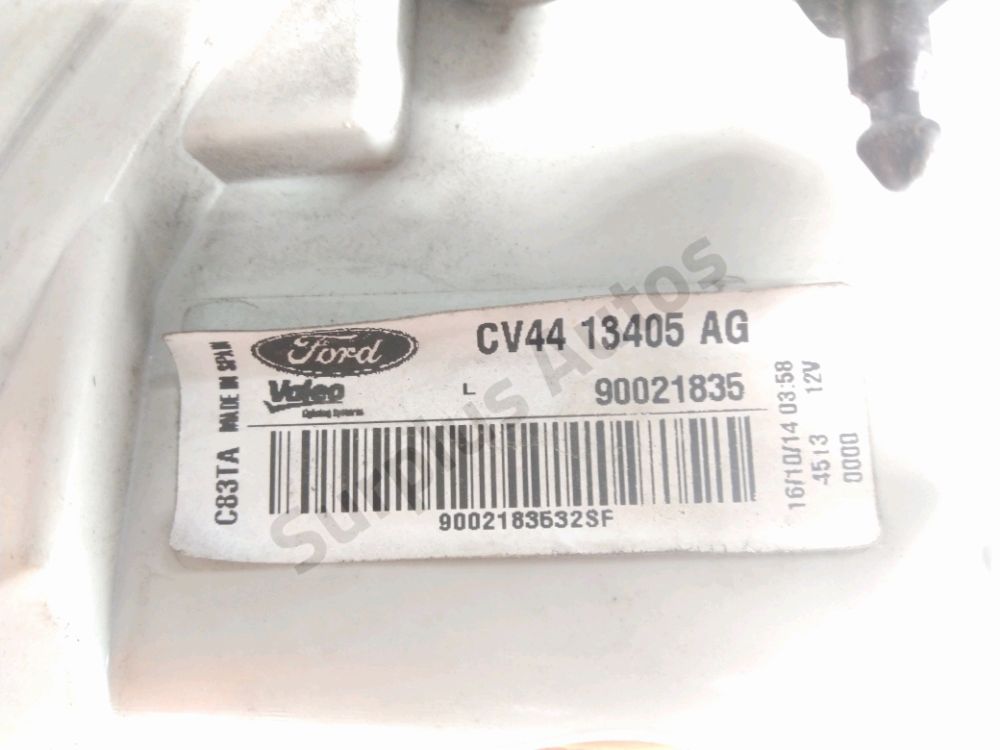 Ford
CV44 13405 AG
Valeo
Lighting Systems
L
90021835
9002183532SF
C83TA MADE IN SPAIN
16/10/14 03:58
4513 12V
0000
Surplus Autos